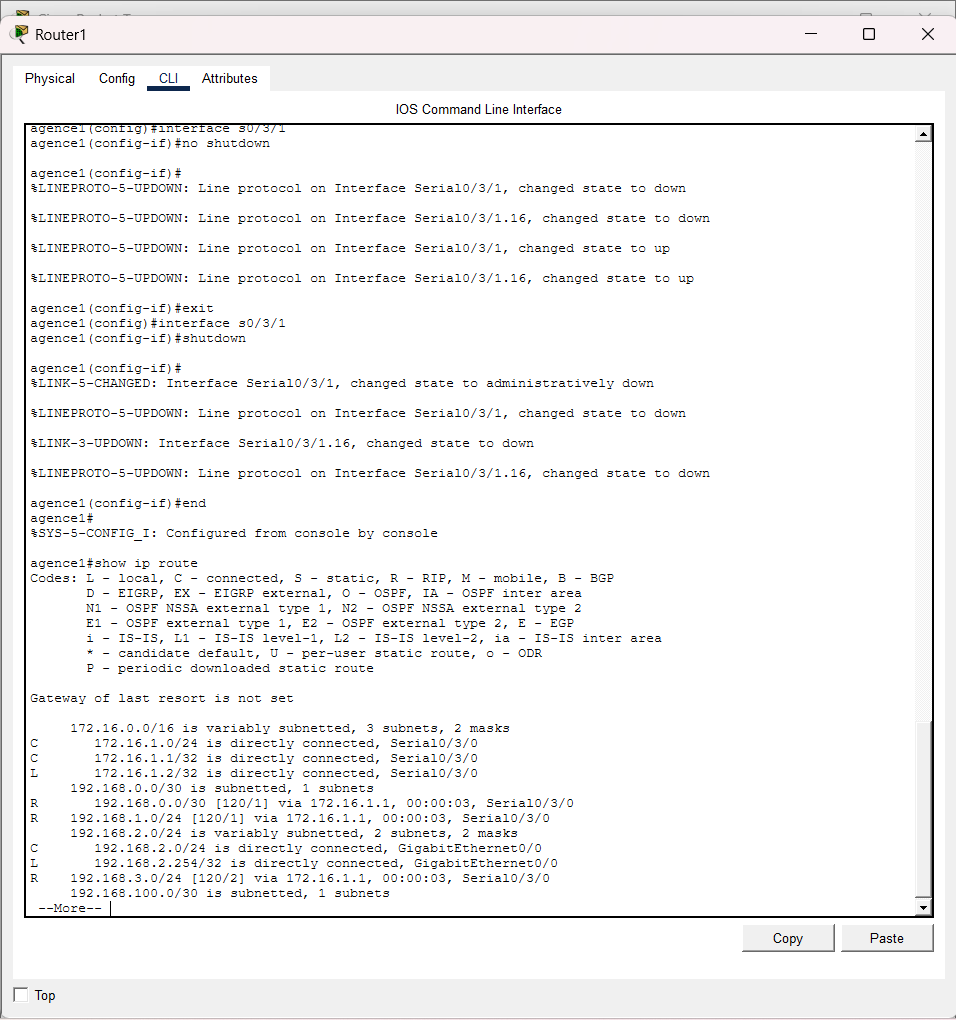 Router1
Physical Config CLI Attributes
IOS Command Line Interface
agence1(config)#interface s0/3/1
agence1(config-if)#no shutdown
agence1(config-if)#
%LINEPROTO-5-UPDOWN: Line protocol on Interface Serial0/3/1, changed state to down
%LINEPROTO-5-UPDOWN: Line protocol on Interface Serial0/3/1.16, changed state to down
%LINEPROTO-5-UPDOWN: Line protocol on Interface Serial0/3/1, changed state to up
%LINEPROTO-5-UPDOWN: Line protocol on Interface Serial0/3/1.16, changed state to up
agence1(config-if)#exit
agence1(config)#interface s0/3/1
agence1(config-if)#shutdown
agence1(config-if)#
%LINK-5-CHANGED: Interface Serial0/3/1, changed state to administratively down
%LINEPROTO-5-UPDOWN: Line protocol on Interface Serial0/3/1, changed state to down
%LINK-3-UPDOWN: Interface Serial0/3/1.16, changed state to down
%LINEPROTO-5-UPDOWN: Line protocol on Interface Serial0/3/1.16, changed state to down
agence1(config-if)#end
agence1#
%SYS-5-CONFIG_I: Configured from console by console
agence1#show ip route
Codes: L - local, C - connected, S - static, R - RIP, M - mobile, B - BGP
D - EIGRP, EX - EIGRP external, O - OSPF, IA - OSPF inter area
N1 - OSPF NSSA external type 1, N2 - OSPF NSSA external type 2
E1 - OSPF external type 1, E2 - OSPF external type 2, E - EGP
i - IS-IS, L1 - IS-IS level-1, L2 - IS-IS level-2, ia - IS-IS inter area
* - candidate default, U - per-user static route, o - ODR
P - periodic downloaded static route
Gateway of last resort is not set
172.16.0.0/16 is variably subnetted, 3 subnets, 2 masks
C 172.16.1.0/24 is directly connected, Serial0/3/0
C 172.16.1.1/32 is directly connected, Serial0/3/0
L 172.16.1.2/32 is directly connected, Serial0/3/0
192.168.0.0/30 is subnetted, 1 subnets
R 192.168.0.0/30 [120/1] via 172.16.1.1, 00:00:03, Serial0/3/0
R 192.168.1.0/24 [120/1] via 172.16.1.1, 00:00:03, Serial0/3/0
192.168.2.0/24 is variably subnetted, 2 subnets, 2 masks
C 192.168.2.0/24 is directly connected, GigabitEthernet0/0
L 192.168.2.254/32 is directly connected, GigabitEthernet0/0
R 192.168.3.0/24 [120/2] via 172.16.1.1, 00:00:03, Serial0/3/0
192.168.100.0/30 is subnetted, 1 subnets
--More--
Copy Paste
Top